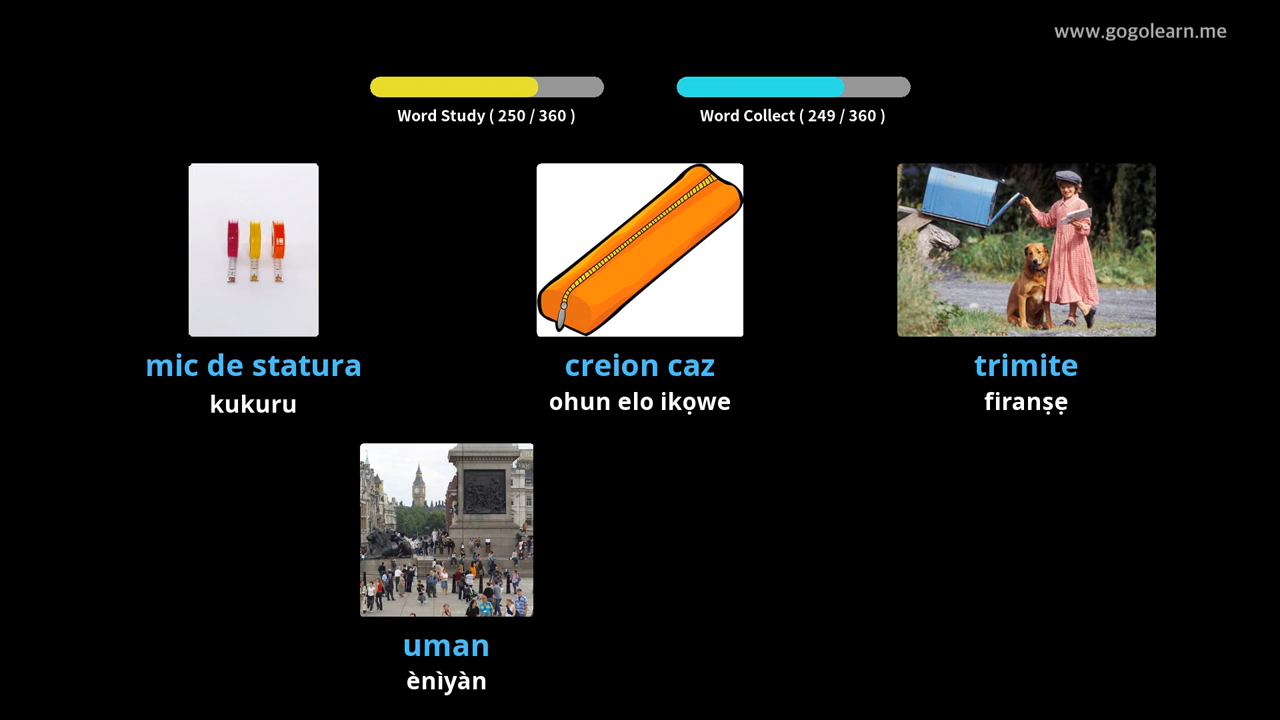 www.gogolearn.me
Word Study ( 250 / 360 )
Word Collect ( 249 / 360 )
mic de statura
kukuru
creion caz
ohun elo ikọwe
trimite
firanṣẹ
uman
ènìyàn